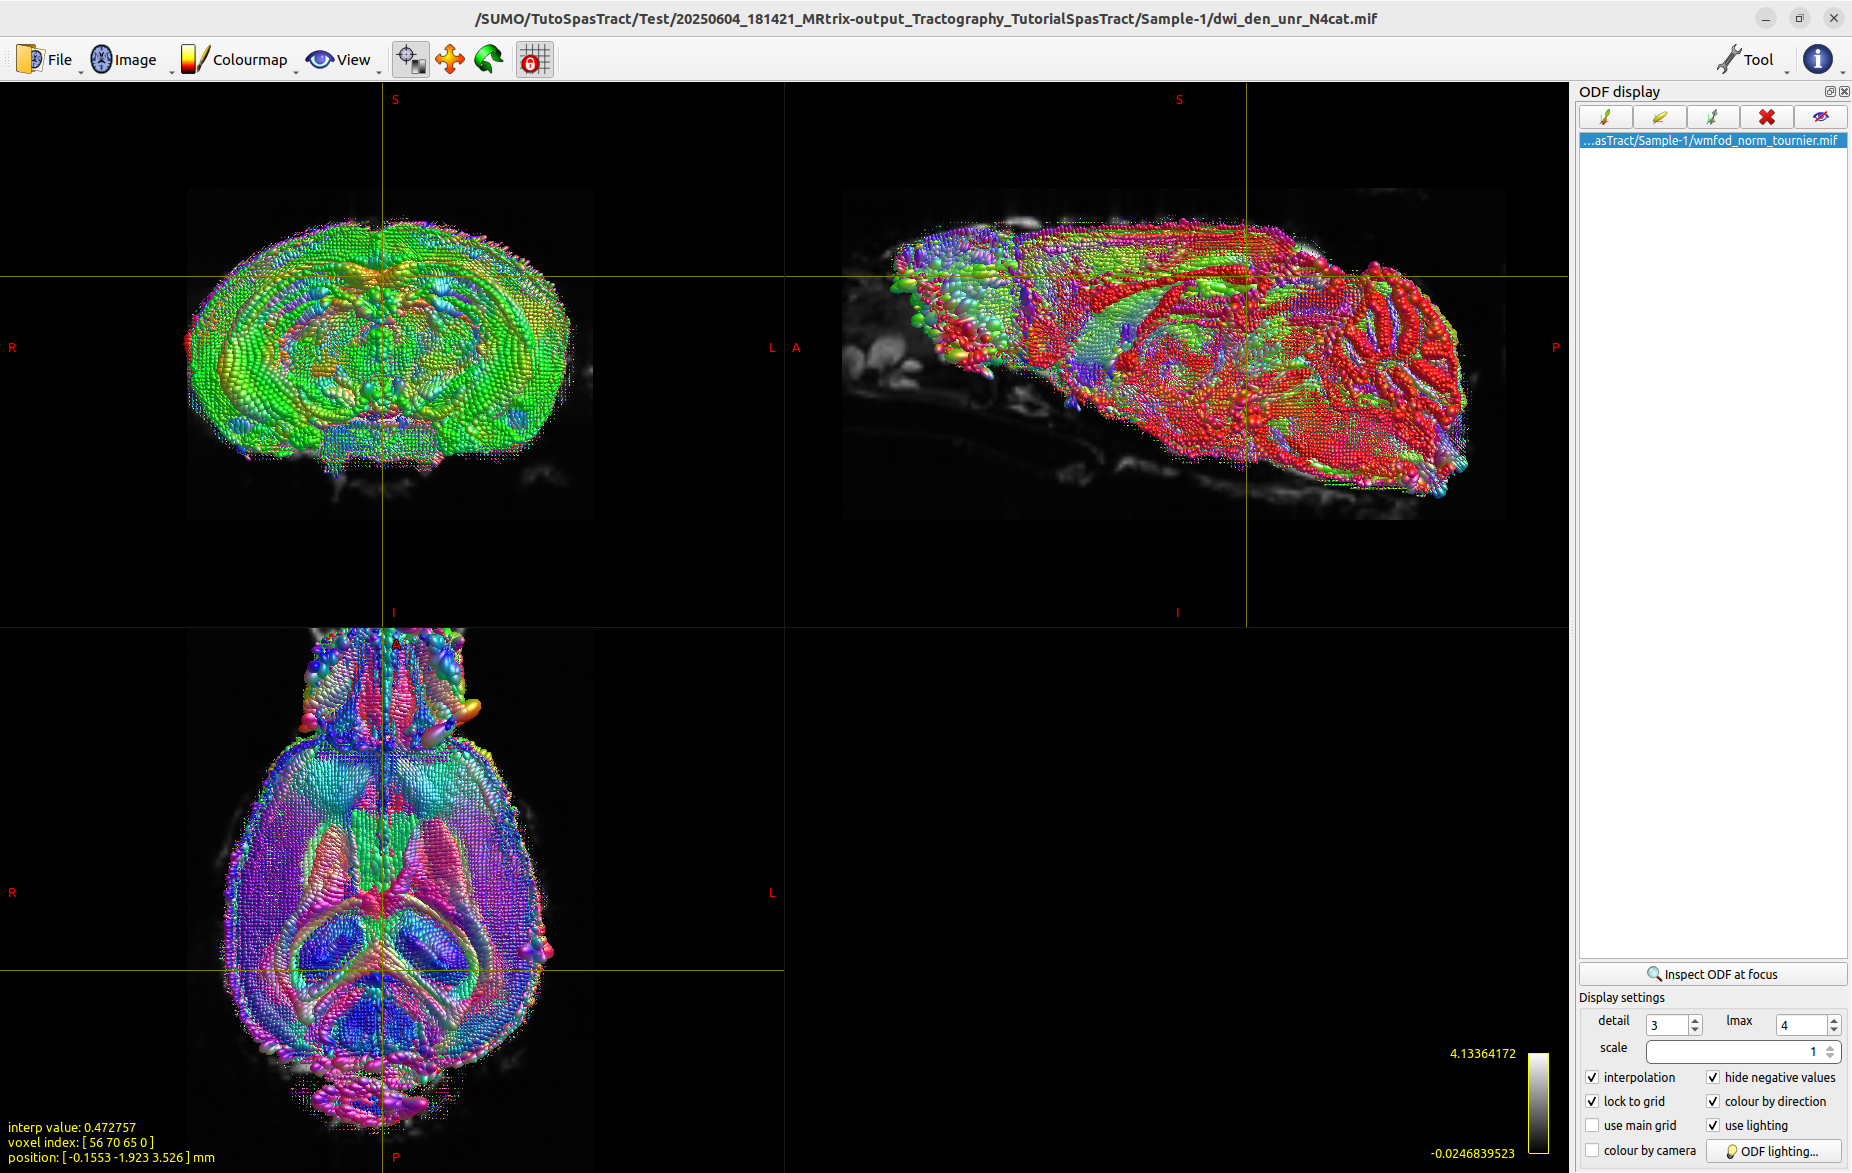 /SUMO/TutoSpasTract/Test/20250604_181421_MRtrix-output_Tractography_TutorialSpasTract/Sample-1/dwi_den_unr_N4cat.mif
File Image Colourmap View Tool
ODF display
...asTract/Sample-1/wmfod_norm_tournier.mif
S
R L
I
S
A P
I
A
R L
P
interp value: 0.472757
voxel index: [ 56 70 65 0 ]
position: [ -0.1553 -1.923 3.526 ] mm
4.13364172
-0.0246839523
Inspect ODF at focus
Display settings
detail 3 lmax 4
scale 1
interpolation hide negative values
lock to grid colour by direction
use main grid use lighting
colour by camera ODF lighting...